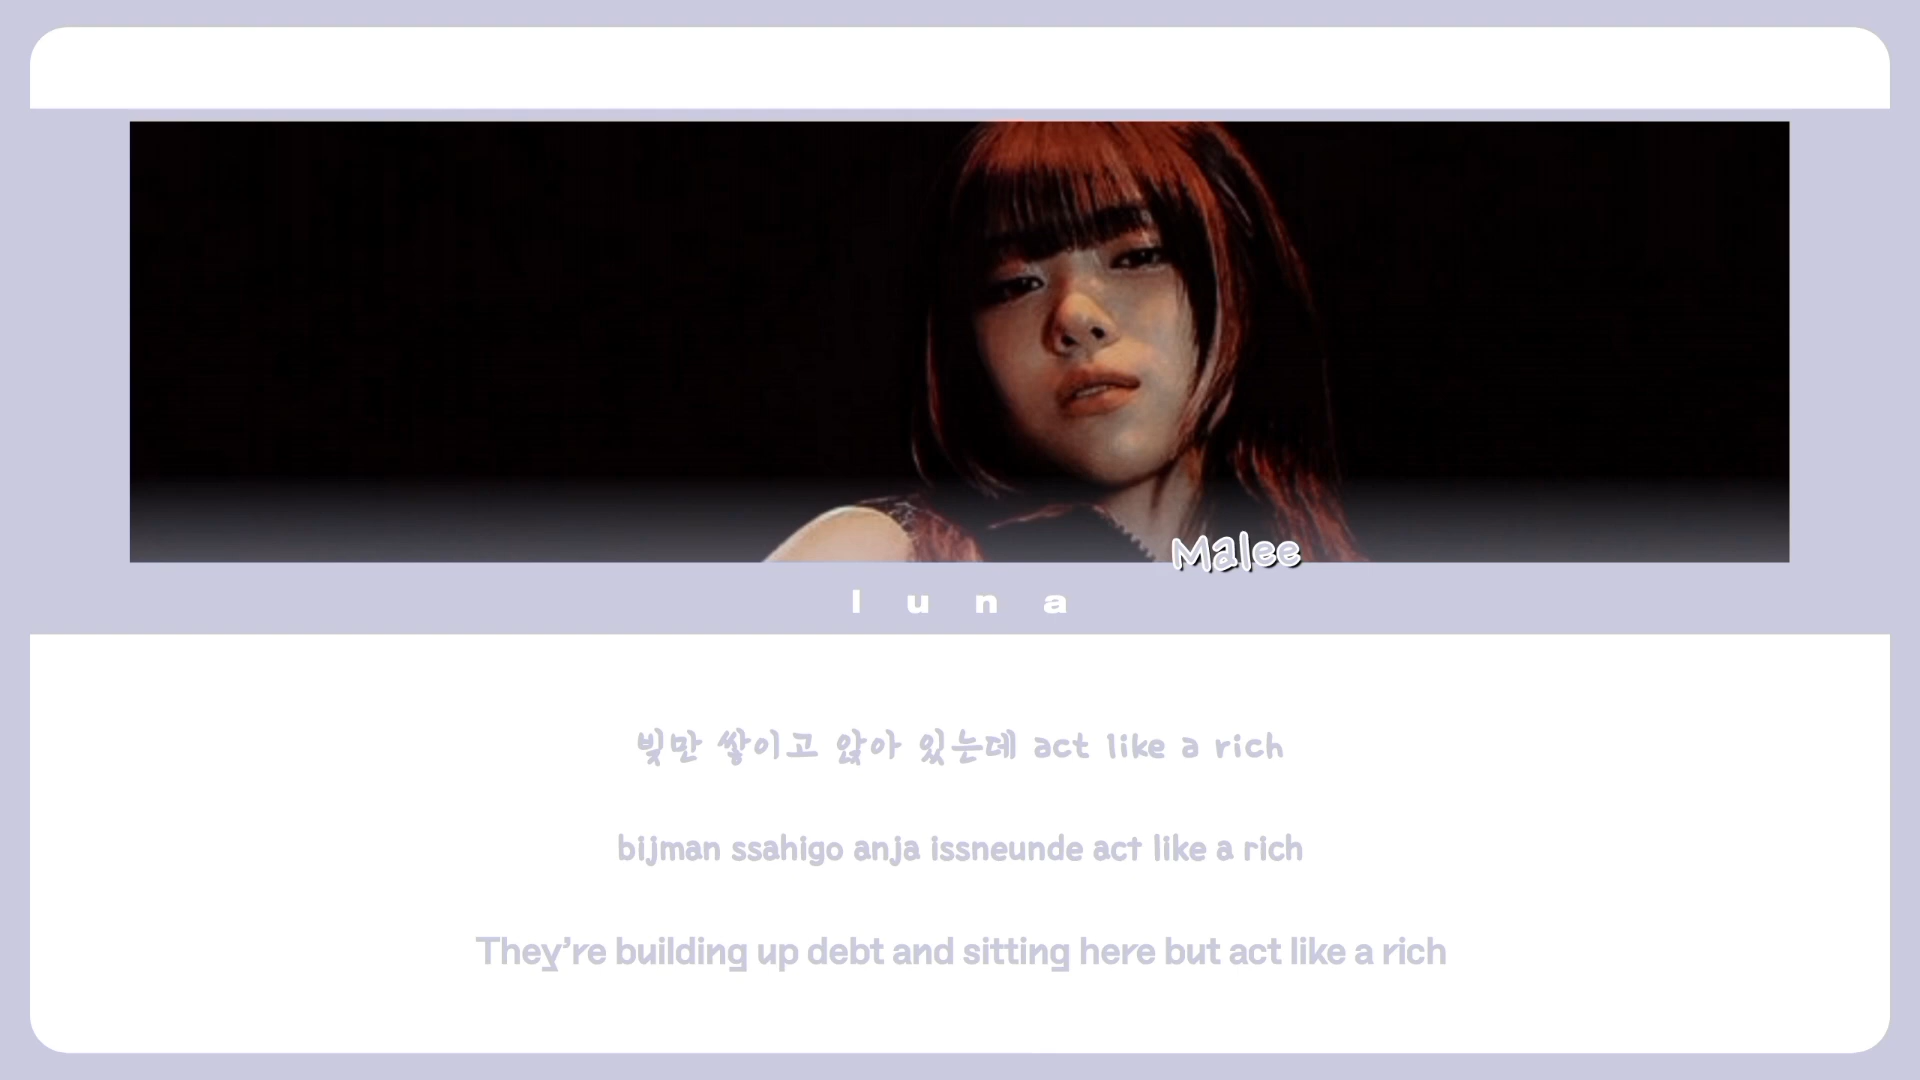 Malee
luna
빚만 쌓이고 앉아 있는데 act like a rich
bijman ssahigo anja issneunde act like a rich
They’re building up debt and sitting here but act like a rich